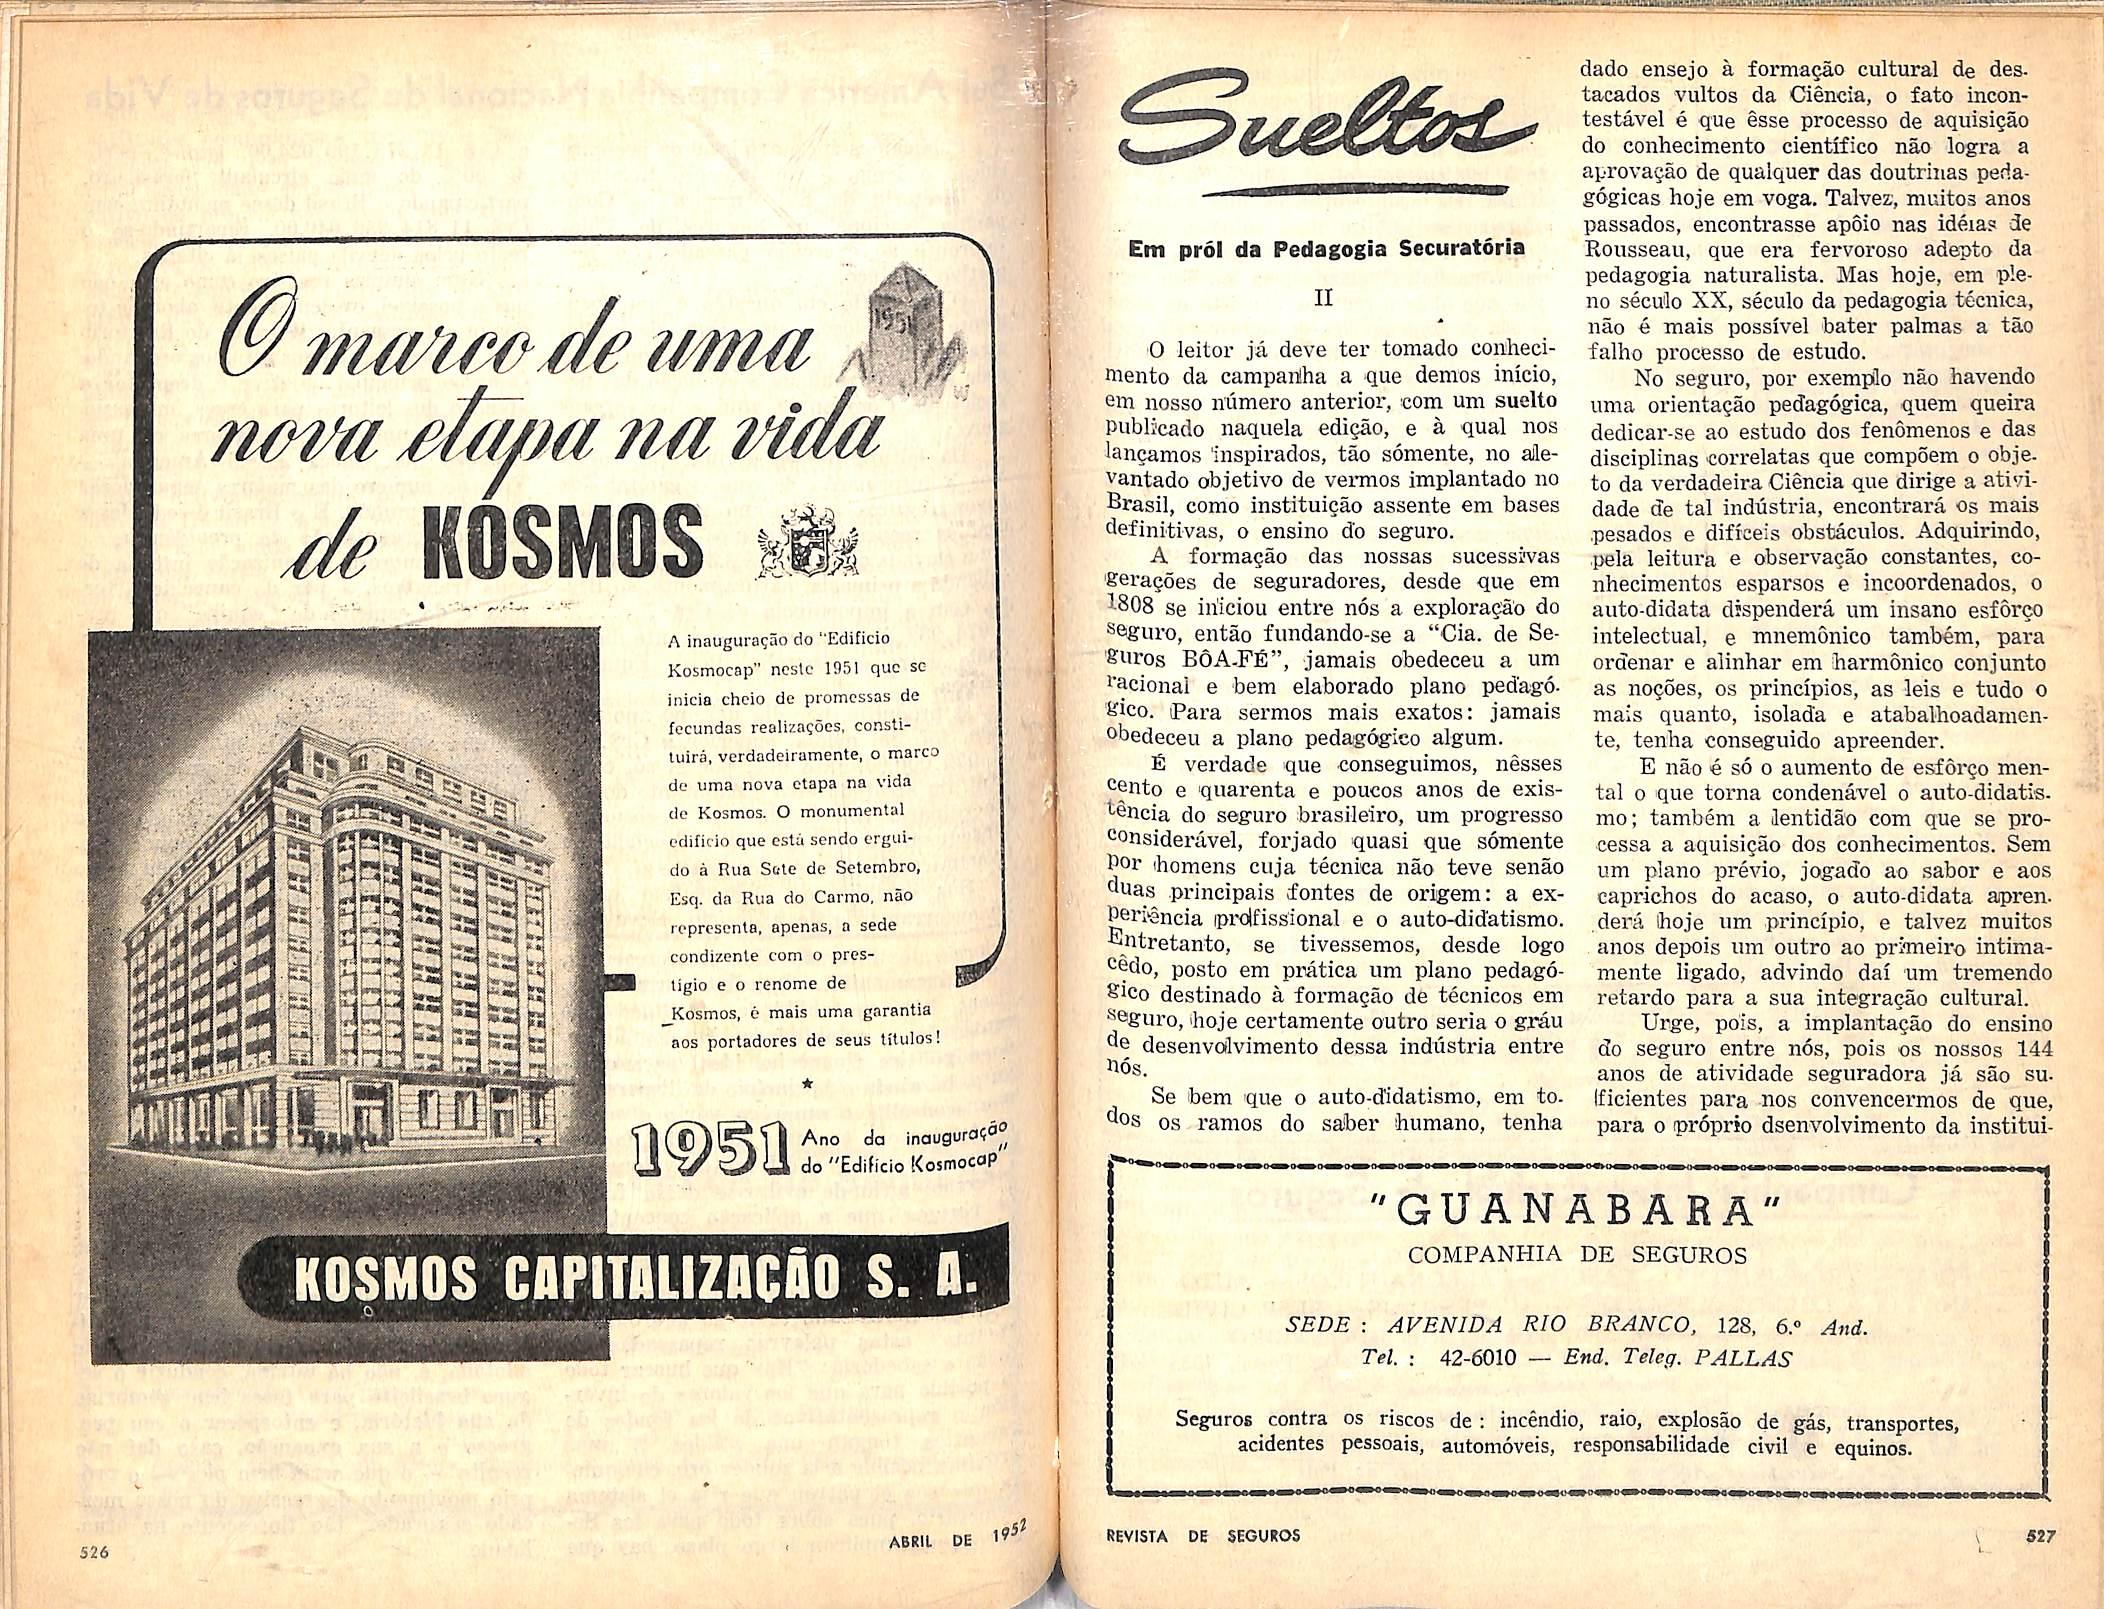 1951
O marco de uma
nova etapa na vida
de KOSMOS
A inauguração do "Edificio
Kosmocap" neste 1951 que se
inicia cheio de promessas de
fecundas realizações, consti-
tuirá, verdadeiramente, o marco
de uma nova etapa na vida
de Kosmos. O monumental
edificio que está sendo ergui-
do à Rua Sete de Setembro,
Esq. da Rua do Carmo, não
representa, apenas, a sede
condizente com o pres-
tigio e o renome de
Kosmos, é mais uma garantia
aos portadores de seus títulos!
★
1951 Ano da inauguração
do "Edificio Kosmocap"
KOSMOS CAPITALIZAÇÃO S. A.
526
ABRIL DE 1952
Sueltos
Em pról da Pedagogia Securatória
II
O leitor já deve ter tomado conheci-
mento da campanha a que demos início,
em nosso número anterior, com um suelto
publicado naquela edição, e à qual nos
lançamos inspirados, tão sómente, no ale-
vantado objetivo de vermos implantado no
Brasil, como instituição assente em bases
definitivas, o ensino do seguro.
A formação das nossas sucessivas
gerações de seguradores, desde que em
1808 se iniciou entre nós a exploração do
seguro, então fundando-se a "Cia. de Se-
guros BÔA-FÉ", jamais obedeceu a um
racional e bem elaborado plano pedagó-
gico. Para sermos mais exatos: jamais
obedeceu a plano pedagógico algum.
É verdade que conseguimos, nêsses
cento e quarenta e poucos anos de exis-
tência do seguro brasileiro, um progresso
considerável, forjado quasi que sómente
por homens cuja técnica não teve senão
duas principais fontes de origem: a ex-
periência profissional e o auto-didatismo.
Entretanto, se tivessemos, desde logo
cêdo, posto em prática um plano pedagó-
gico destinado à formação de técnicos em
seguro, hoje certamente outro seria o gráu
de desenvolvimento dessa indústria entre
nós.
Se bem que o auto-didatismo, em to-
dos os ramos do saber humano, tenha
dado ensejo à formação cultural de des-
tacados vultos da Ciência, o fato incon-
testável é que êsse processo de aquisição
do conhecimento científico não logra a
aprovação de qualquer das doutrinas peda-
gógicas hoje em voga. Talvez, muitos anos
passados, encontrasse apôio nas idéias de
Rousseau, que era fervoroso adepto da
pedagogia naturalista. Mas hoje, em ple-
no século XX, século da pedagogia técnica,
não é mais possível bater palmas a tão
falho processo de estudo.
No seguro, por exemplo não havendo
uma orientação pedagógica, quem queira
dedicar-se ao estudo dos fenômenos e das
disciplinas correlatas que compõem o obje-
to da verdadeira Ciência que dirige a ativi-
dade de tal indústria, encontrará os mais
pesados e difíceis obstáculos. Adquirindo,
pela leitura e observação constantes, co-
nhecimentos esparsos e incoordenados, o
auto-didata dispenderá um insano esfôrço
intelectual, e mnemônico também, para
ordenar e alinhar em harmônico conjunto
as noções, os princípios, as leis e tudo o
mais quanto, isolada e atabalhoadamen-
te, tenha conseguido apreender.
E não é só o aumento de esfôrço men-
tal o que torna condenável o auto-didatis-
mo; também a lentidão com que se pro-
cessa a aquisição dos conhecimentos. Sem
um plano prévio, jogado ao sabor e aos
caprichos do acaso, o auto-didata apren-
derá hoje um princípio, e talvez muitos
anos depois um outro ao primeiro intima-
mente ligado, advindo daí um tremendo
retardo para a sua integração cultural.
Urge, pois, a implantação do ensino
do seguro entre nós, pois os nossos 144
anos de atividade seguradora já são su-
ficientes para nos convencermos de que,
para o próprio dsenvolvimento da institui-
"GUANABARA"
COMPANHIA DE SEGUROS
SEDE : AVENIDA RIO BRANCO, 128, 6.º And.
Tel. : 42-6010 — End. Teleg. PALLAS
Seguros contra os riscos de : incêndio, raio, explosão de gás, transportes,
acidentes pessoais, automóveis, responsabilidade civil e equinos.
REVISTA DE SEGUROS
527